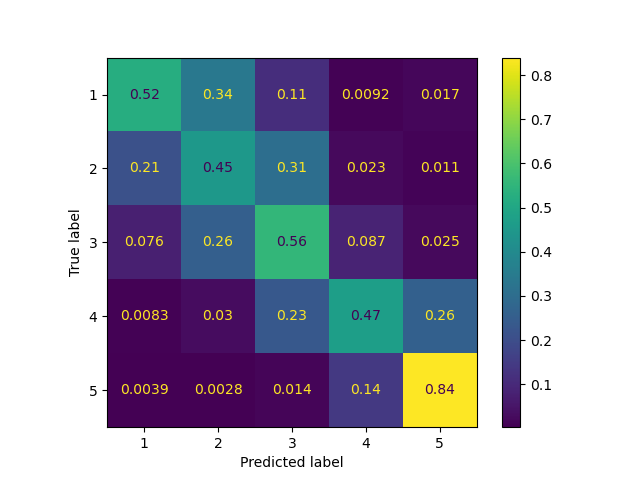 0.8
1 0.52 0.34 0.11 0.0092 0.017
0.7
2 0.21 0.45 0.31 0.023 0.011
0.6
0.5
3 0.076 0.26 0.56 0.087 0.025
0.4
4 0.0083 0.03 0.23 0.47 0.26
0.3
0.2
5 0.0039 0.0028 0.014 0.14 0.84
0.1
1 2 3 4 5
Predicted label
True label